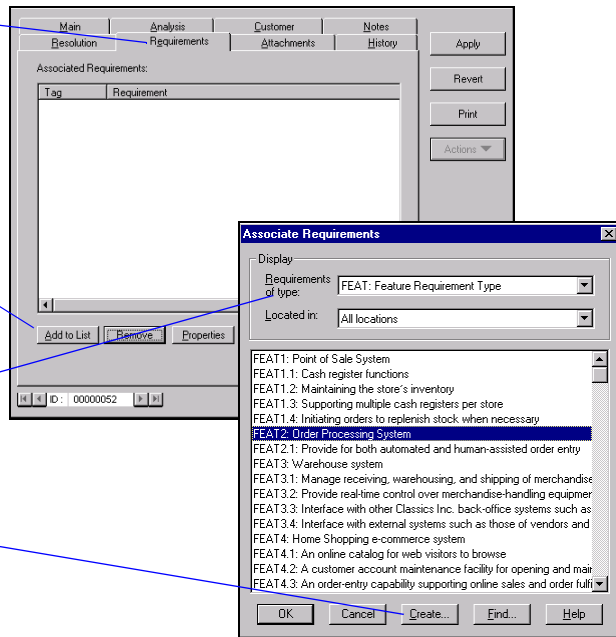 Main Analysis Customer Notes
Resolution Requirements Attachments History
Apply
Associated Requirements:
Revert
Tag Requirement
Print
Actions
Associate Requirements
Display
Requirements of type:
FEAT: Feature Requirement Type
Located in:
All locations
Add to List Remove Properties
ID: 00000052
FEAT1: Point of Sale System
FEAT1.1: Cash register functions
FEAT1.2: Maintaining the store's inventory
FEAT1.3: Supporting multiple cash registers per store
FEAT1.4: Initiating orders to replenish stock when necessary
FEAT2: Order Processing System
FEAT2.1: Provide for both automated and human-assisted order entry
FEAT3: Warehouse system
FEAT3.1: Manage receiving, warehousing, and shipping of merchandise
FEAT3.2: Provide real-time control over merchandise-handling equipmer
FEAT3.3: Interface with other Classics Inc. back-office systems such as
FEAT3.4: Interface with external systems such as those of vendors and
FEAT4: Home Shopping e-commerce system
FEAT4.1: An online catalog for web visitors to browse
FEAT4.2: A customer account maintenance facility for opening and mair
FEAT4.3: An order-entry capability supporting online sales and order fulfi
OK Cancel Create... Find... Help